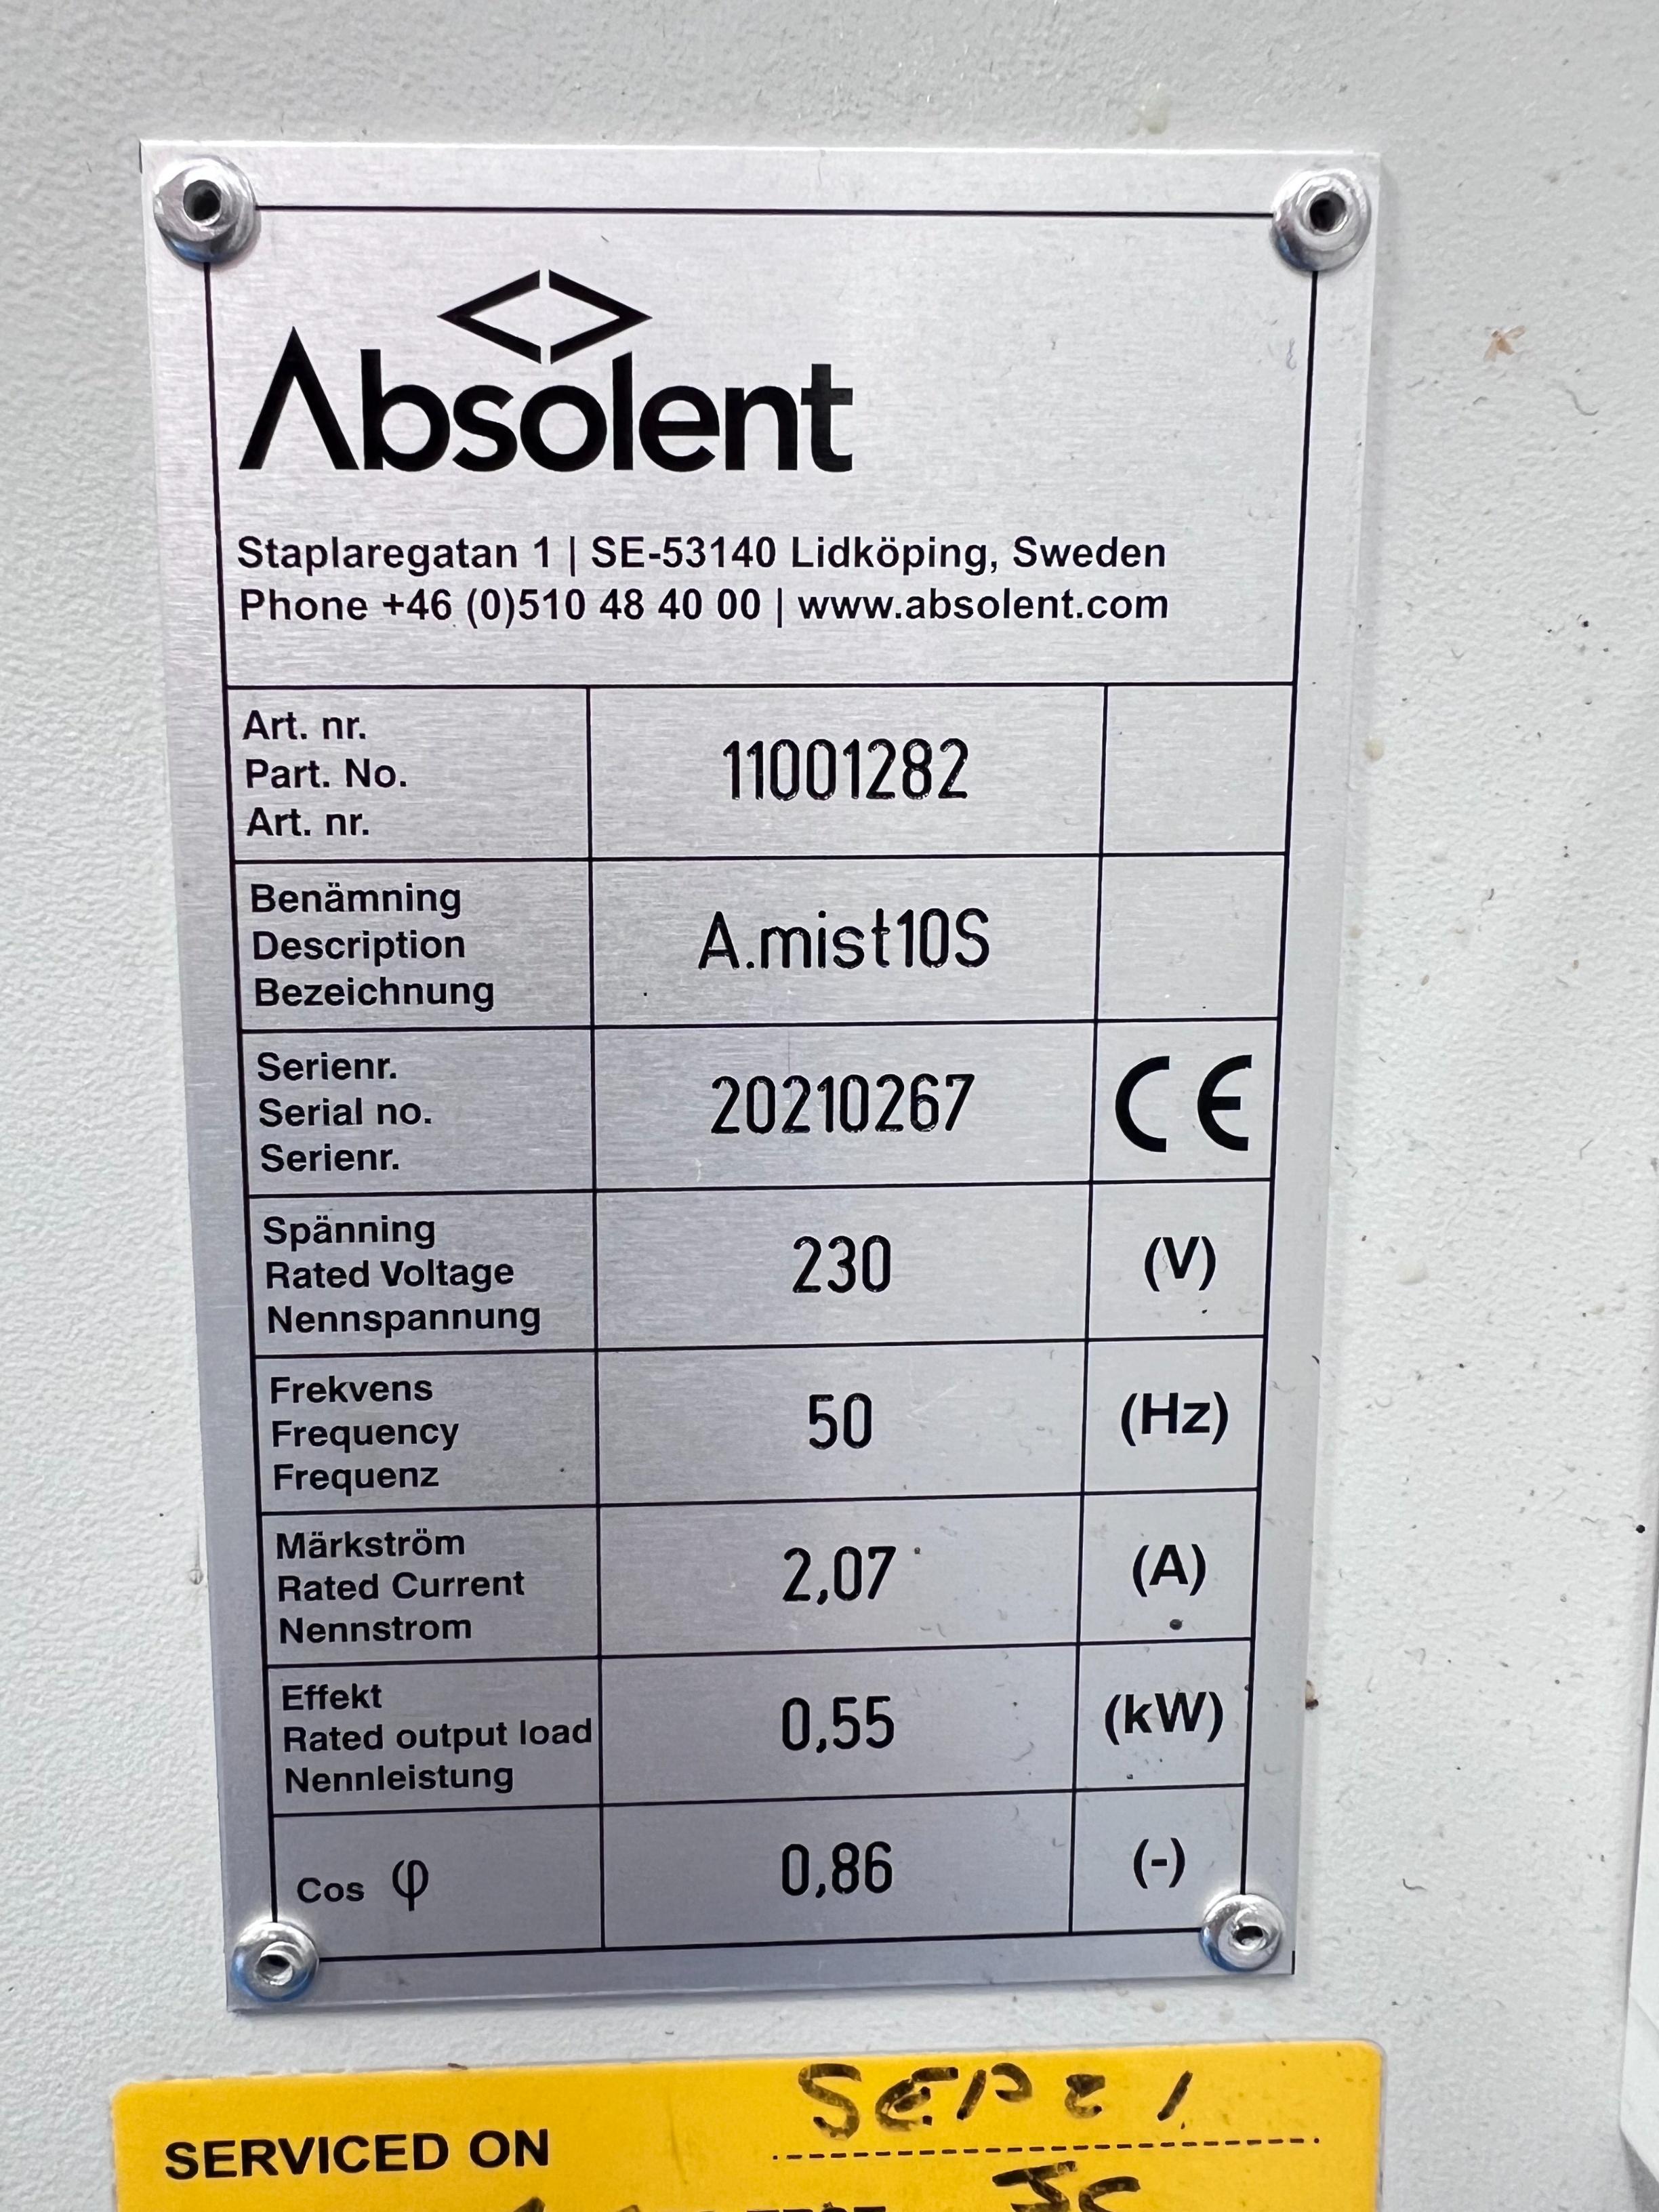 Absolent
Staplaregatan 1 | SE-53140 Lidköping, Sweden
Phone +46 (0)510 48 40 00 | www.absolent.com
Art. nr.
Part. No.
Art. nr.
11001282
Benämning
Description
Bezeichnung
A.mist10S
Serienr.
Serial no.
Serienr.
20210267
CE
Spänning
Rated Voltage
Nennspannung
230
(V)
Frekvens
Frequency
Frequenz
50
(Hz)
Märkström
Rated Current
Nennstrom
2,07
(A)
Effekt
Rated output load
Nennleistung
0,55
(kW)
Cos φ
0,86
(-)
SERVICED ON SEP 21